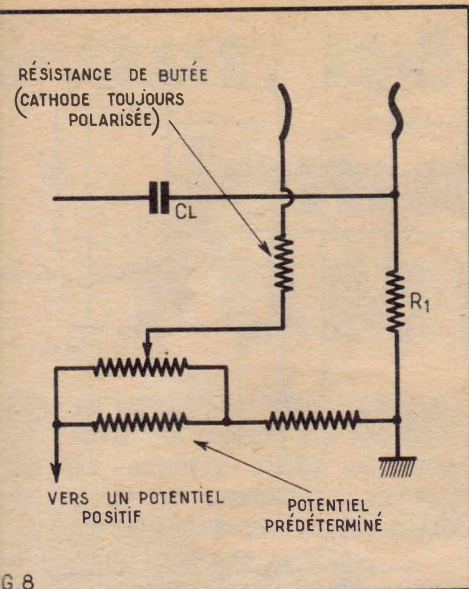 RÉSISTANCE DE BUTÉE
(CATHODE TOUJOURS
POLARISÉE)
CL
R1
VERS UN POTENTIEL
POSITIF
POTENTIEL
PRÉDÉTERMINÉ
G.8